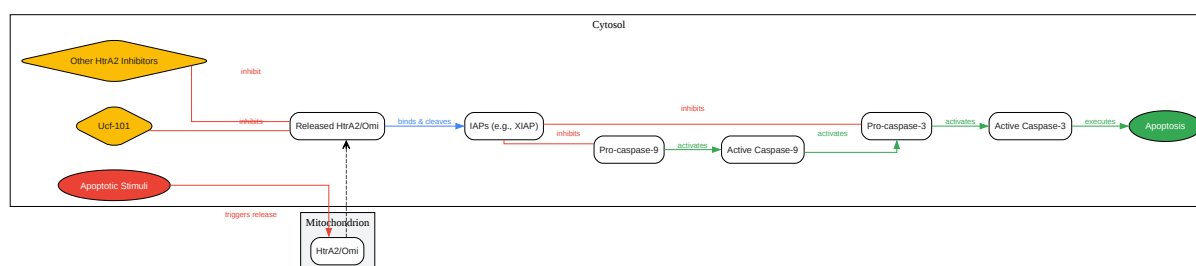 Cytosol
Other HtrA2 Inhibitors
inhibit
Ucf-101
inhibits
Released HtrA2/Omi
binds & cleaves
IAPs (e.g., XIAP)
inhibits
inhibits
Pro-caspase-9
activates
Active Caspase-9
activates
Pro-caspase-3
activates
Active Caspase-3
executes
Apoptosis
Apoptotic Stimuli
triggers release
Mitochondrion
HtrA2/Omi